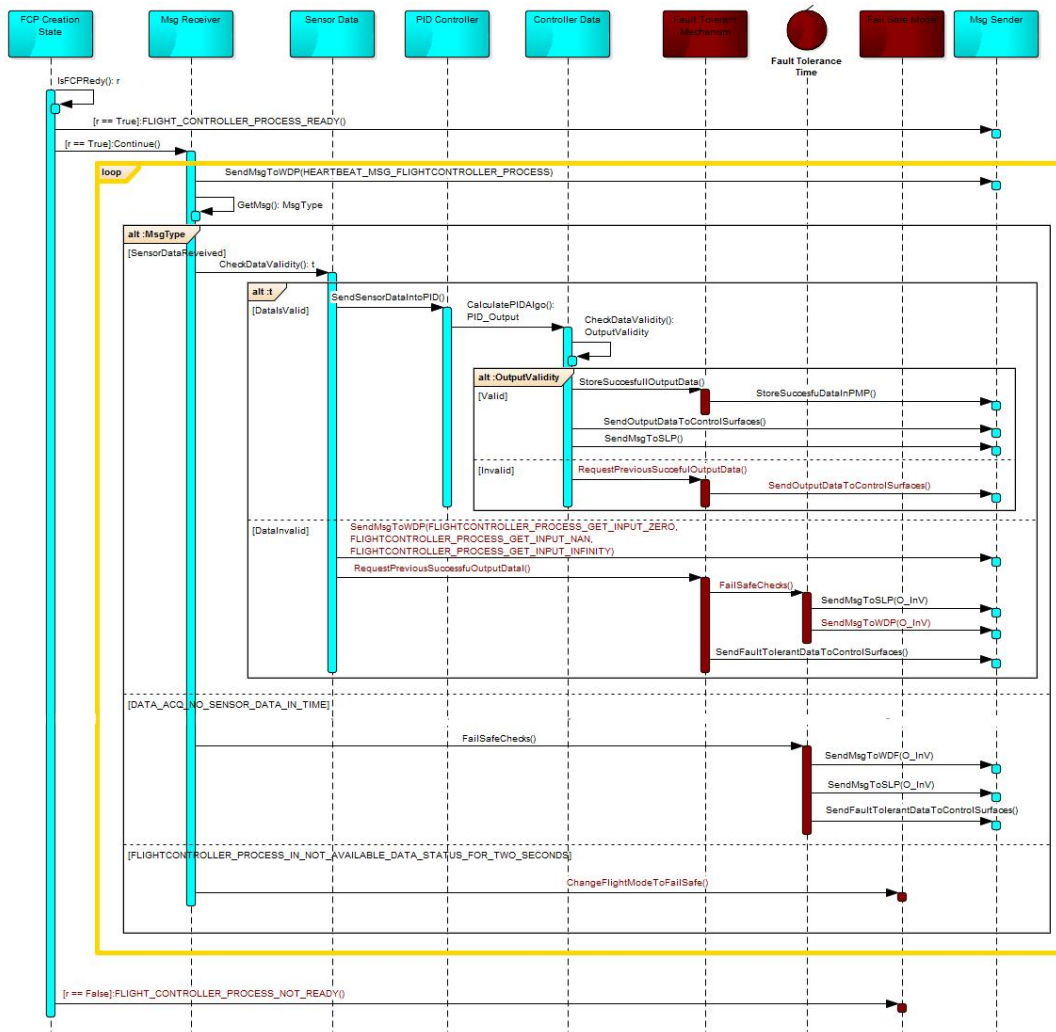 FCP Creation
State
Msg Receiver
Sensor Data
PID Controller
Controller Data
Fault Tolerant
Mechanism
Fault Tolerance
Time
Fail Safe Mode
Msg Sender
IsFCPRedy(): r
[r == True]:FLIGHT_CONTROLLER_PROCESS_READY()
[r == True]:Continue()
loop
SendMsgToWDP(HEARTBEAT_MSG_FLIGHTCONTROLLER_PROCESS)
GetMsg(): MsgType
alt :MsgType
[SensorDataReveived]
CheckDataValidity(): t
alt :t
[DataIsValid]
SendSensorDataIntoPID()
CalculatePIDAlgo():
PID_Output
CheckDataValidity():
OutputValidity
alt :OutputValidity
[Valid]
StoreSuccesfullOutputData()
StoreSuccesfuDataInPMP()
SendOutputDataToControlSurfaces()
SendMsgToSLP()
[Invalid]
RequestPreviousSuccefulOutputData()
SendOutputDataToControlSurfaces()
[DataInvalid]
SendMsgToWDP(FLIGHTCONTROLLER_PROCESS_GET_INPUT_ZERO,
FLIGHTCONTROLLER_PROCESS_GET_INPUT_NAN,
FLIGHTCONTROLLER_PROCESS_GET_INPUT_INFINITY)
RequestPreviousSuccessfuOutputDatal()
FailSafeChecks()
SendMsgToSLP(O_InV)
SendMsgToWDP(O_InV)
SendFaultTolerantDataToControlSurfaces()
[DATA_ACQ_NO_SENSOR_DATA_IN_TIME]
FailSafeChecks()
SendMsgToWDF(O_InV)
SendMsgToSLP(O_InV)
SendFaultTolerantDataToControlSurfaces()
[FLIGHTCONTROLLER_PROCESS_IN_NOT_AVAILABLE_DATA_STATUS_FOR_TWO_SECONDS]
ChangeFlightModeToFailSafe()
[r == False]:FLIGHT_CONTROLLER_PROCESS_NOT_READY()